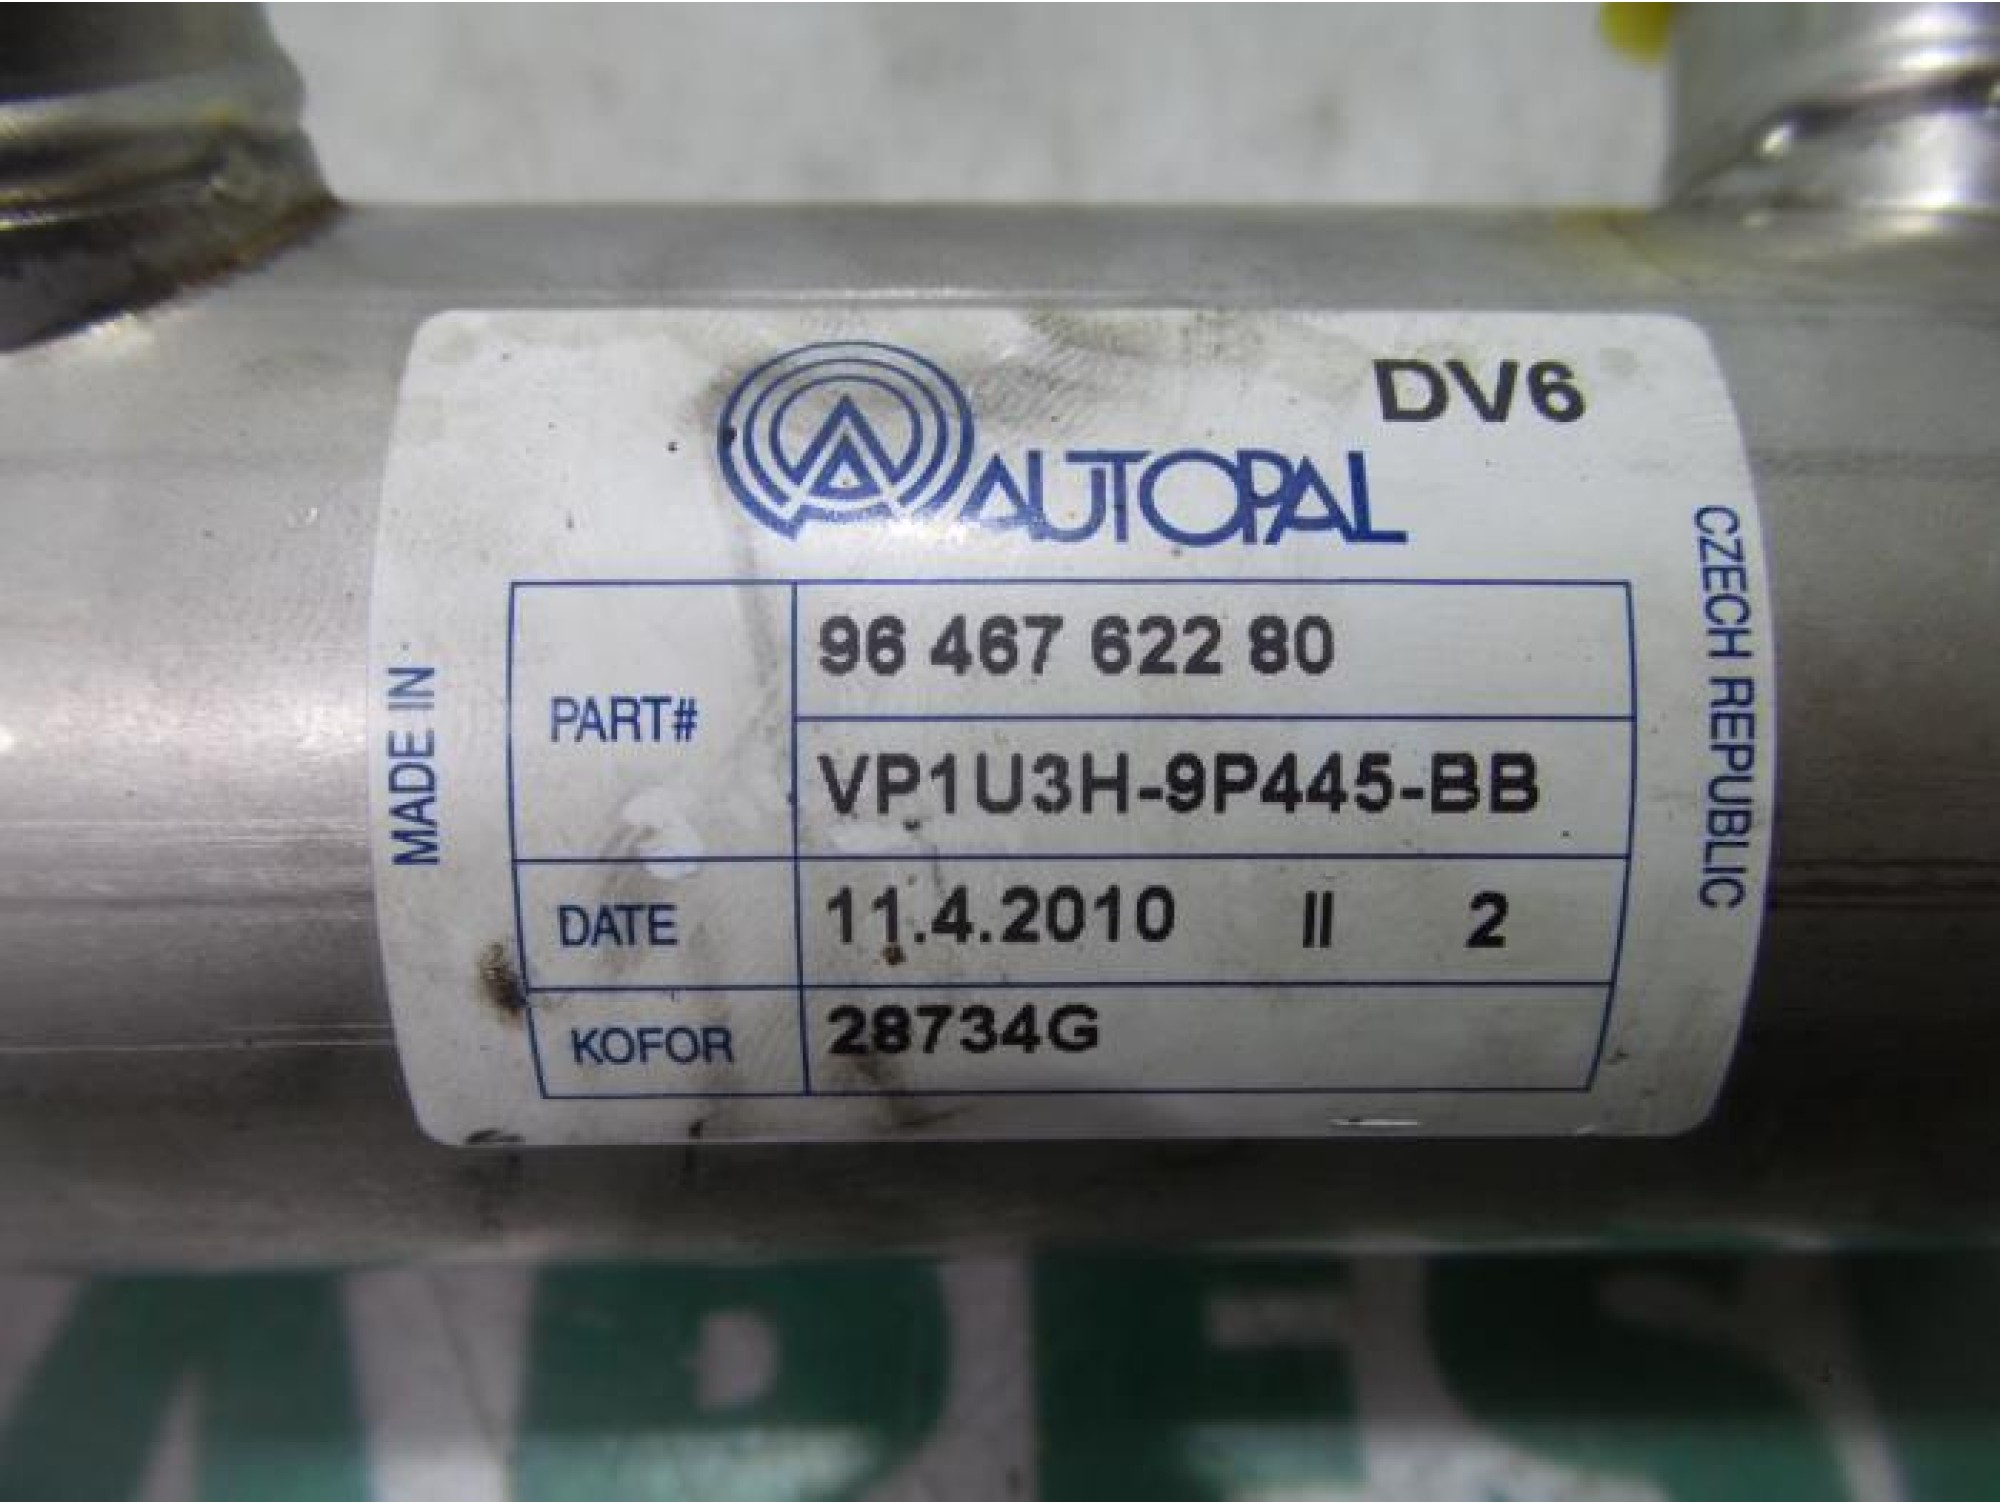 DV6
AUTOPAL
MADE IN
CZECH REPUBLIC
PART#
96 467 622 80
VP1U3H-9P445-BB
DATE
11.4.2010 II 2
KOFOR
28734G